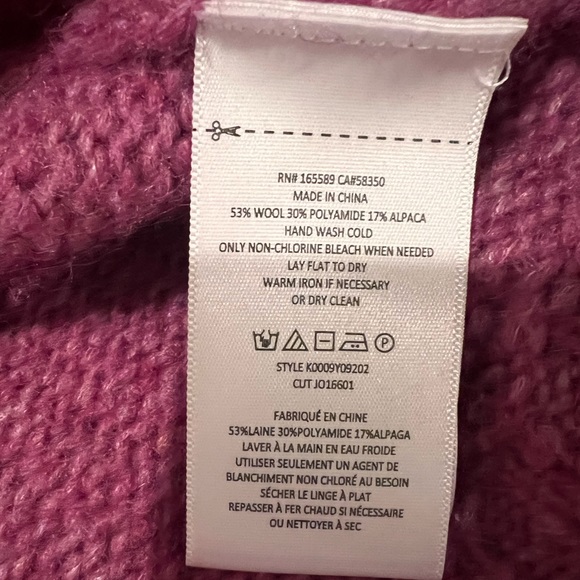 RN# 165589 CA#58350
MADE IN CHINA
53% WOOL 30% POLYAMIDE 17% ALPACA
HAND WASH COLD
ONLY NON-CHLORINE BLEACH WHEN NEEDED
LAY FLAT TO DRY
WARM IRON IF NECESSARY
OR DRY CLEAN
P
STYLE K0009Y09202
CUT JO16601
FABRIQUÉ EN CHINE
53%LAINE 30%POLYAMIDE 17%ALPAGA
LAVER À LA MAIN EN EAU FROIDE
UTILISER SEULEMENT UN AGENT DE
BLANCHIMENT NON CHLORÉ AU BESOIN
SÉCHER LE LINGE À PLAT
REPASSER À FER CHAUD SI NÉCESSAIRE
OU NETTOYER À SEC